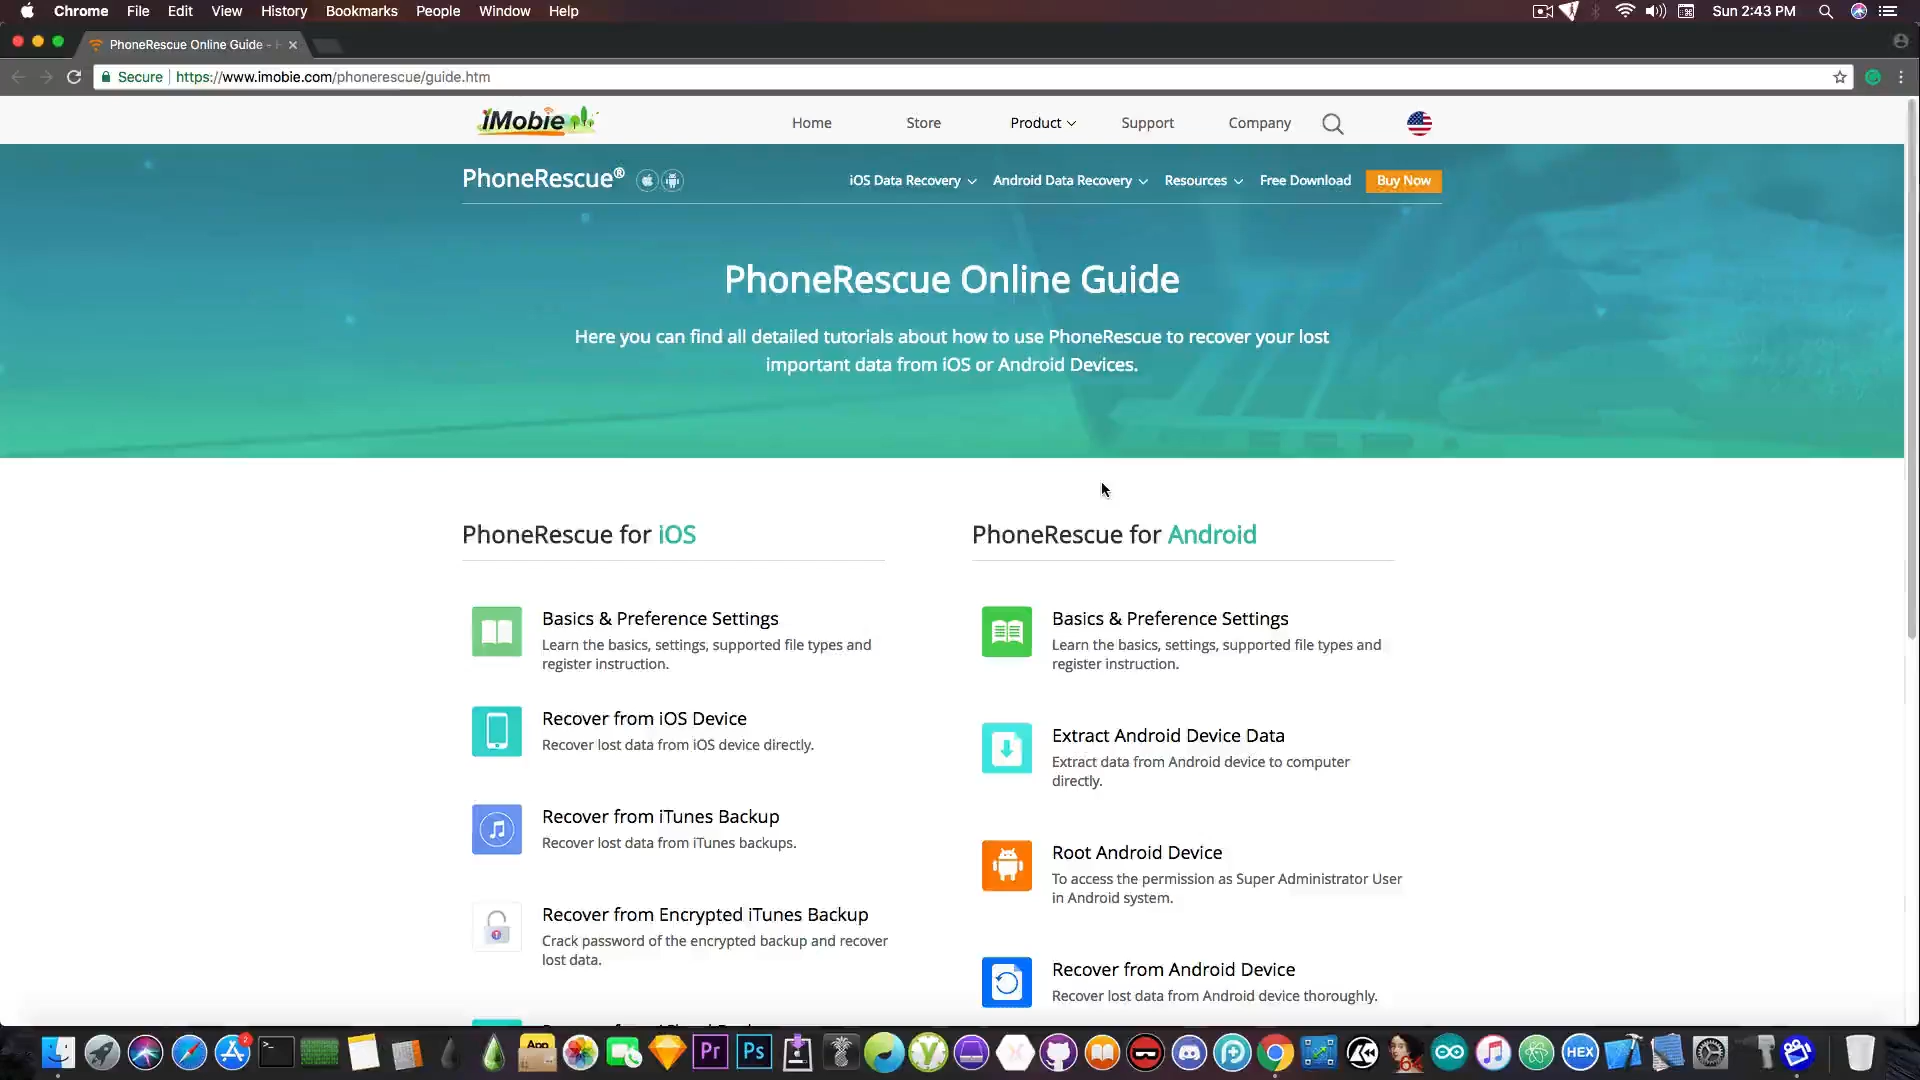 Chrome File Edit View History Bookmarks People Window Help Sun 2:43 PM
PhoneRescue Online Guide -
Secure https://www.imobie.com/phonerescue/guide.htm
iMobie Home Store Product Support Company
PhoneRescue® iOS Data Recovery Android Data Recovery Resources Free Download Buy Now
PhoneRescue Online Guide
Here you can find all detailed tutorials about how to use PhoneRescue to recover your lost
important data from iOS or Android Devices.
PhoneRescue for iOS
Basics & Preference Settings
Learn the basics, settings, supported file types and
register instruction.
Recover from iOS Device
Recover lost data from iOS device directly.
Recover from iTunes Backup
Recover lost data from iTunes backups.
Recover from Encrypted iTunes Backup
Crack password of the encrypted backup and recover
lost data.
PhoneRescue for Android
Basics & Preference Settings
Learn the basics, settings, supported file types and
register instruction.
Extract Android Device Data
Extract data from Android device to computer
directly.
Root Android Device
To access the permission as Super Administrator User
in Android system.
Recover from Android Device
Recover lost data from Android device thoroughly.
2 App Pr Ps HEX